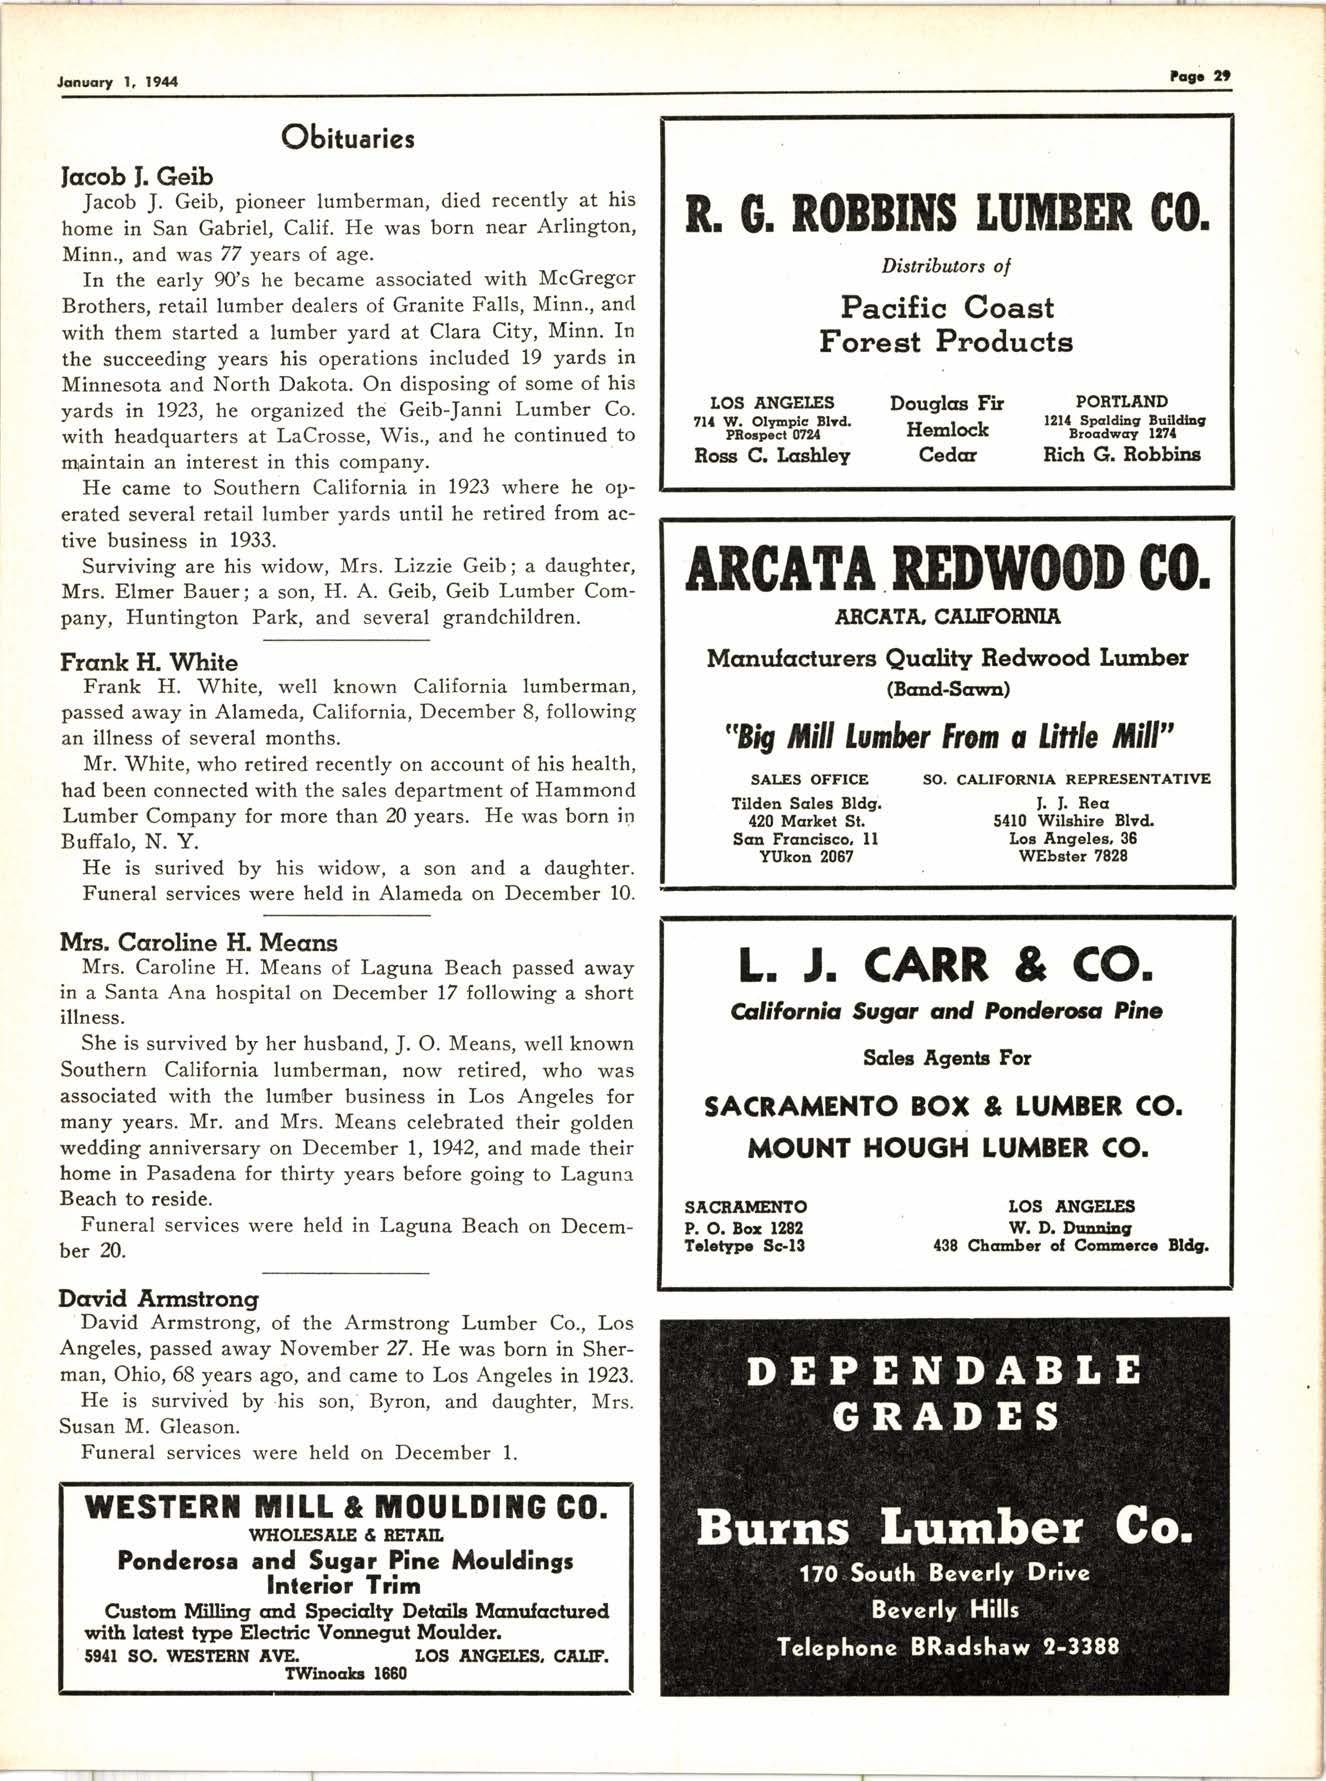 January 1, 1944
Page 29
Obituaries
Jacob J. Geib
Jacob J. Geib, pioneer lumberman, died recently at his
home in San Gabriel, Calif. He was born near Arlington,
Minn., and was 77 years of age.
In the early 90's he became associated with McGregor
Brothers, retail lumber dealers of Granite Falls, Minn., and
with them started a lumber yard at Clara City, Minn. In
the succeeding years his operations included 19 yards in
Minnesota and North Dakota. On disposing of some of his
yards in 1923, he organized the Geib-Janni Lumber Co.
with headquarters at LaCrosse, Wis., and he continued to
maintain an interest in this company.
He came to Southern California in 1923 where he op-
erated several retail lumber yards until he retired from ac-
tive business in 1933.
Surviving are his widow, Mrs. Lizzie Geib; a daughter,
Mrs. Elmer Bauer; a son, H. A. Geib, Geib Lumber Com-
pany, Huntington Park, and several grandchildren.
Frank H. White
Frank H. White, well known California lumberman,
passed away in Alameda, California, December 8, following
an illness of several months.
Mr. White, who retired recently on account of his health,
had been connected with the sales department of Hammond
Lumber Company for more than 20 years. He was born in
Buffalo, N. Y.
He is surived by his widow, a son and a daughter.
Funeral services were held in Alameda on December 10.
Mrs. Caroline H. Means
Mrs. Caroline H. Means of Laguna Beach passed away
in a Santa Ana hospital on December 17 following a short
illness.
She is survived by her husband, J. O. Means, well known
Southern California lumberman, now retired, who was
associated with the lumber business in Los Angeles for
many years. Mr. and Mrs. Means celebrated their golden
wedding anniversary on December 1, 1942, and made their
home in Pasadena for thirty years before going to Laguna
Beach to reside.
Funeral services were held in Laguna Beach on Decem-
ber 20.
David Armstrong
David Armstrong, of the Armstrong Lumber Co., Los
Angeles, passed away November 27. He was born in Sher-
man, Ohio, 68 years ago, and came to Los Angeles in 1923.
He is survived by his son, Byron, and daughter, Mrs.
Susan M. Gleason.
Funeral services were held on December 1.
WESTERN MILL & MOULDING CO.
WHOLESALE & RETAIL
Ponderosa and Sugar Pine Mouldings
Interior Trim
Custom Milling and Specialty Details Manufactured
with latest type Electric Vonnegut Moulder.
5941 SO. WESTERN AVE. LOS ANGELES, CALIF.
TWinoaks 1660
R. G. ROBBINS LUMBER CO.
Distributors of
Pacific Coast
Forest Products
LOS ANGELES
714 W. Olympic Blvd.
PRospect 0724
Ross C. Lashley
Douglas Fir
Hemlock
Cedar
PORTLAND
1214 Spalding Building
Broadway 1274
Rich G. Robbins
ARCATA REDWOOD CO.
ARCATA, CALIFORNIA
Manufacturers Quality Redwood Lumber
(Band-Sawn)
"Big Mill Lumber From a Little Mill"
SALES OFFICE
Tilden Sales Bldg.
420 Market St.
San Francisco, 11
YUkon 2067
SO. CALIFORNIA REPRESENTATIVE
J. J. Rea
5410 Wilshire Blvd.
Los Angeles, 36
WEbster 7828
L. J. CARR & CO.
California Sugar and Ponderosa Pine
Sales Agents For
SACRAMENTO BOX & LUMBER CO.
MOUNT HOUGH LUMBER CO.
SACRAMENTO
P. O. Box 1282
Teletype Sc-13
LOS ANGELES
W. D. Dunning
438 Chamber of Commerce Bldg.
DEPENDABLE
GRADES
Burns Lumber Co.
170 South Beverly Drive
Beverly Hills
Telephone BRadshaw 2-3388